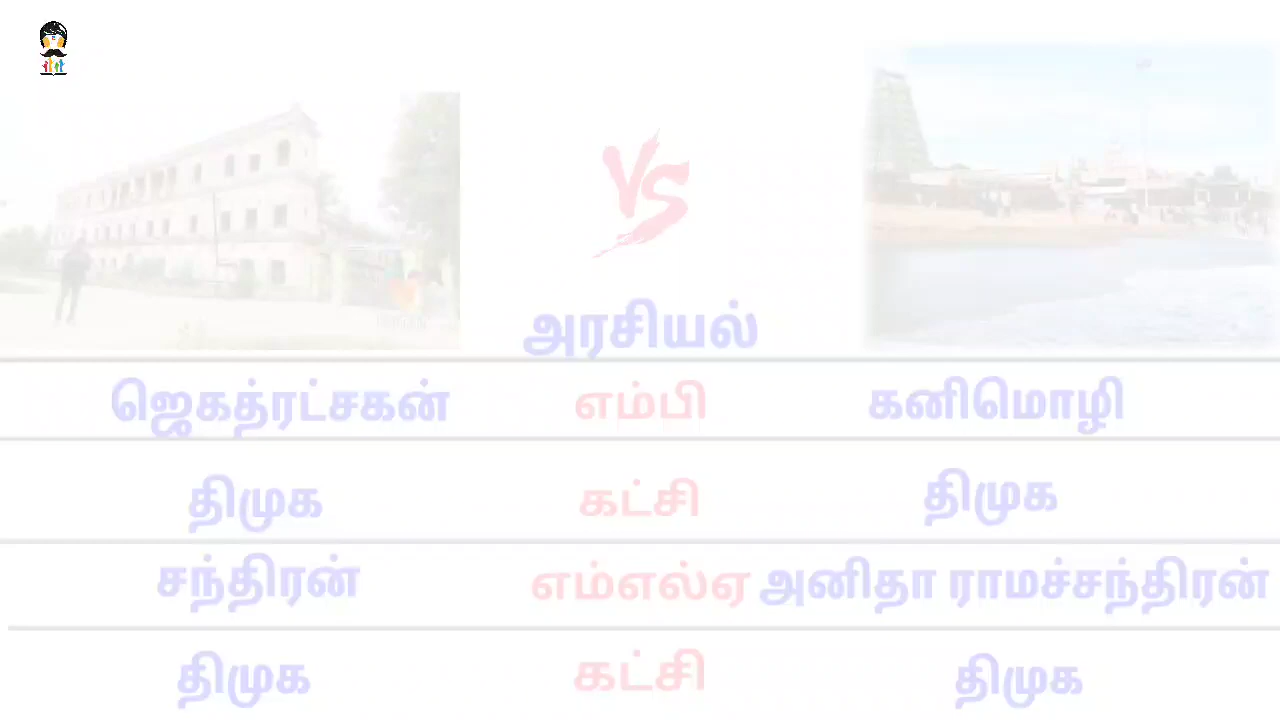 VS
அரசியல்
ஜெகத்ரட்சகன் எம்பி கனிமொழி
திமுக கட்சி திமுக
சந்திரன் எம்எல்ஏ அனிதா ராமச்சந்திரன்
திமுக கட்சி திமுக